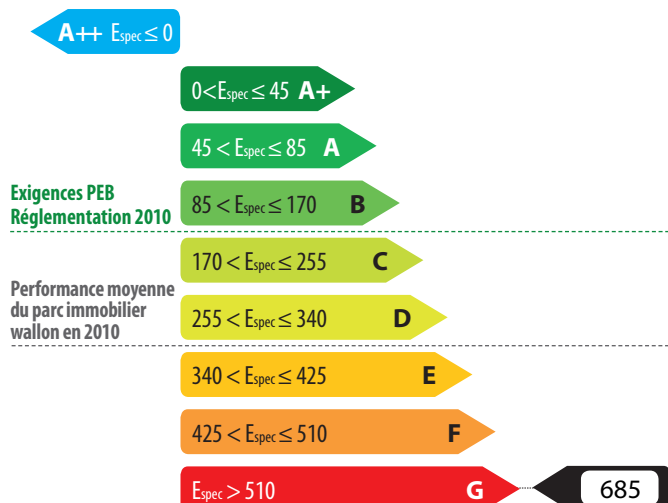 A++ Espec ≤ 0
0<Espec ≤ 45 A+
45 < Espec ≤ 85 A
Exigences PEB
Réglementation 2010
85 < Espec ≤ 170 B
170 < Espec ≤ 255 C
Performance moyenne
du parc immobilier
wallon en 2010
255 < Espec ≤ 340 D
340 < Espec ≤ 425 E
425 < Espec ≤ 510 F
Espec > 510 G
685